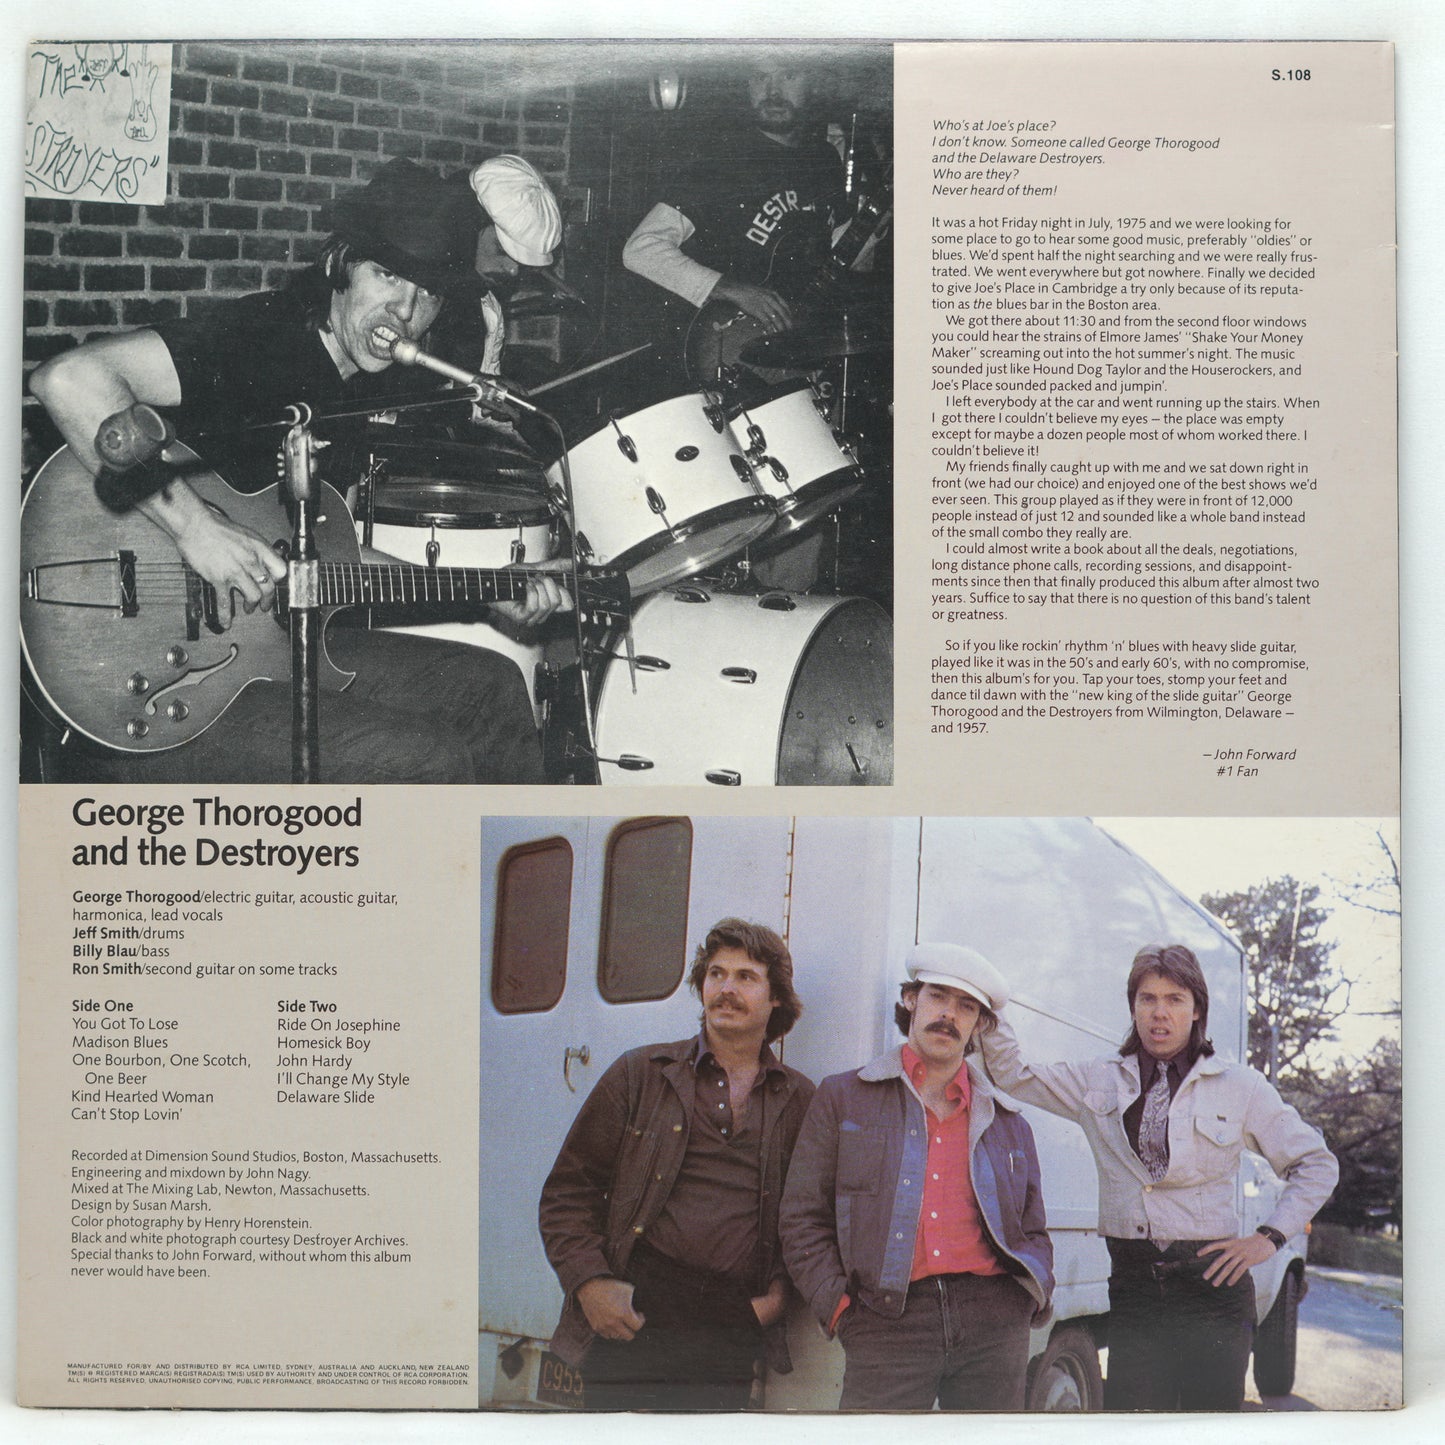 THE
STROYERS"
DESTR
S.108
Who's at Joe's place?
I don't know. Someone called George Thorogood
and the Delaware Destroyers.
Who are they?
Never heard of them!
It was a hot Friday night in July, 1975 and we were looking for
some place to go to hear some good music, preferably "oldies" or
blues. We'd spent half the night searching and we were really frus-
trated. We went everywhere but got nowhere. Finally we decided
to give Joe's Place in Cambridge a try only because of its reputa-
tion as the blues bar in the Boston area.
We got there about 11:30 and from the second floor windows
you could hear the strains of Elmore James' "Shake Your Money
Maker" screaming out into the hot summer's night. The music
sounded just like Hound Dog Taylor and the Houserockers, and
Joe's Place sounded packed and jumpin'.
I left everybody at the car and went running up the stairs. When
I got there I couldn't believe my eyes – the place was empty
except for maybe a dozen people most of whom worked there. I
couldn't believe it!
My friends finally caught up with me and we sat down right in
front (we had our choice) and enjoyed one of the best shows we'd
ever seen. This group played as if they were in front of 12,000
people instead of just 12 and sounded like a whole band instead
of the small combo they really are.
I could almost write a book about all the deals, negotiations,
long distance phone calls, recording sessions, and disappoint-
ments since then that finally produced this album after almost two
years. Suffice to say that there is no question of this band's talent
or greatness.
So if you like rockin' rhythm 'n' blues with heavy slide guitar,
played like it was in the 50's and early 60's, with no compromise,
then this album's for you. Tap your toes, stomp your feet and
dance til dawn with the "new king of the slide guitar" George
Thorogood and the Destroyers from Wilmington, Delaware –
and 1957.
– John Forward
#1 Fan
George Thorogood
and the Destroyers
George Thorogood/electric guitar, acoustic guitar,
harmonica, lead vocals
Jeff Smith/drums
Billy Blau/bass
Ron Smith/second guitar on some tracks
Side One
You Got To Lose
Madison Blues
One Bourbon, One Scotch,
One Beer
Kind Hearted Woman
Can't Stop Lovin'
Side Two
Ride On Josephine
Homesick Boy
John Hardy
I'll Change My Style
Delaware Slide
Recorded at Dimension Sound Studios, Boston, Massachusetts.
Engineering and mixdown by John Nagy.
Mixed at The Mixing Lab, Newton, Massachusetts.
Design by Susan Marsh.
Color photography by Henry Horenstein.
Black and white photograph courtesy Destroyer Archives.
Special thanks to John Forward, without whom this album
never would have been.
MANUFACTURED FOR/BY AND DISTRIBUTED BY RCA LIMITED, SYDNEY, AUSTRALIA AND AUCKLAND, NEW ZEALAND
TM(S) ® REGISTERED MARCA(S) REGISTRADA(S) TM(S) USED BY AUTHORITY AND UNDER CONTROL OF RCA CORPORATION.
ALL RIGHTS RESERVED. UNAUTHORISED COPYING, PUBLIC PERFORMANCE, BROADCASTING OF THIS RECORD FORBIDDEN.
C955